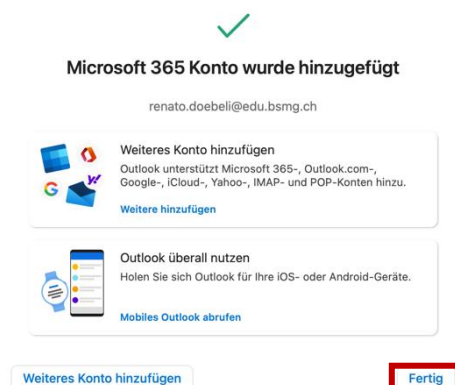 Microsoft 365 Konto wurde hinzugefügt
renato.doebeli@edu.bsmg.ch
Weiteres Konto hinzufügen
Outlook unterstützt Microsoft 365-, Outlook.com-,
Google-, iCloud-, Yahoo-, IMAP- und POP-Konten hinzu.
Weitere hinzufügen
Outlook überall nutzen
Holen Sie sich Outlook für Ihre iOS- oder Android-Geräte.
Mobiles Outlook abrufen
Weiteres Konto hinzufügen
Fertig